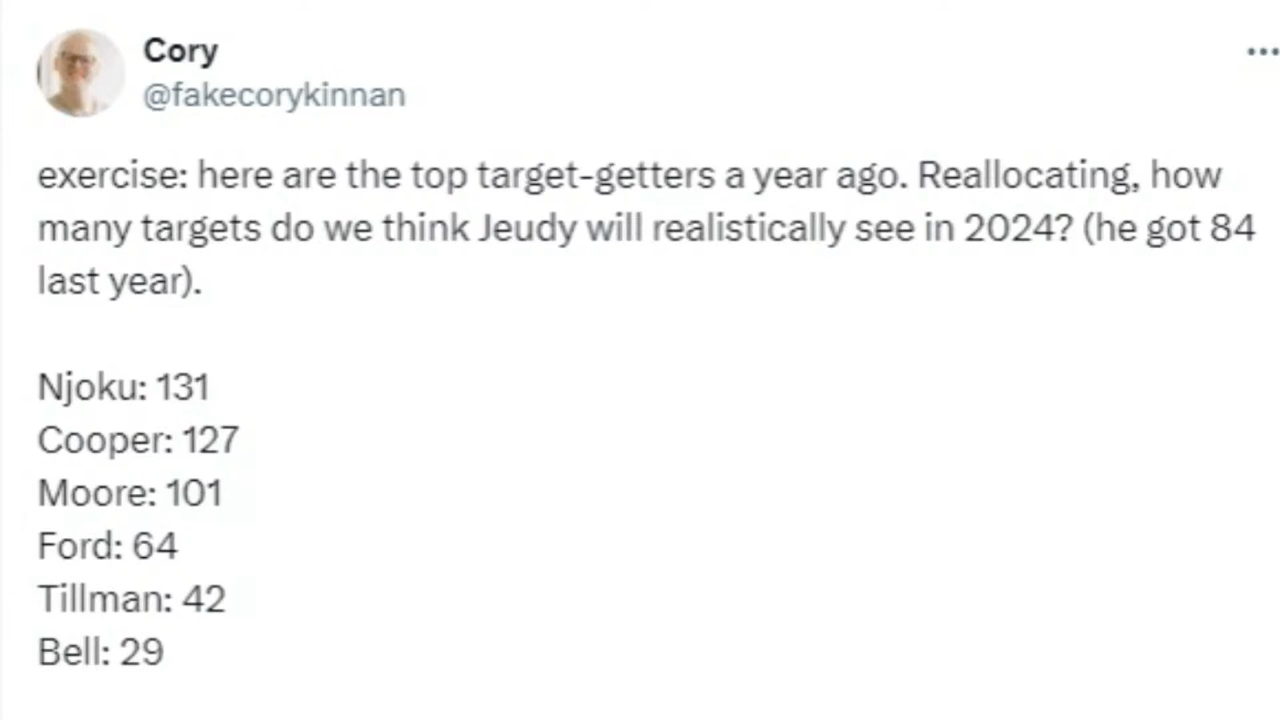 Cory
@fakecorykinnan
exercise: here are the top target-getters a year ago. Reallocating, how
many targets do we think Jeudy will realistically see in 2024? (he got 84
last year).
Njoku: 131
Cooper: 127
Moore: 101
Ford: 64
Tillman: 42
Bell: 29